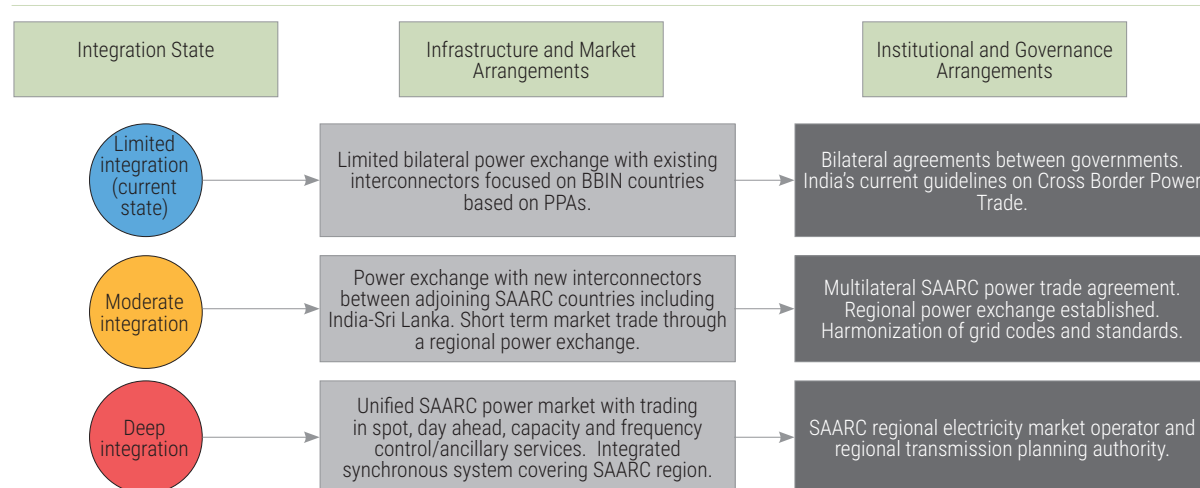 Integration State
Infrastructure and Market
Arrangements
Institutional and Governance
Arrangements
Limited
integration
(current
state)
Limited bilateral power exchange with existing
interconnectors focused on BBIN countries
based on PPAs.
Bilateral agreements between governments.
India's current guidelines on Cross Border Power
Trade.
Moderate
integration
Power exchange with new interconnectors
between adjoining SAARC countries including
India-Sri Lanka. Short term market trade through
a regional power exchange.
Multilateral SAARC power trade agreement.
Regional power exchange established.
Harmonization of grid codes and standards.
Deep
integration
Unified SAARC power market with trading
in spot, day ahead, capacity and frequency
control/ancillary services. Integrated
synchronous system covering SAARC region.
SAARC regional electricity market operator and
regional transmission planning authority.